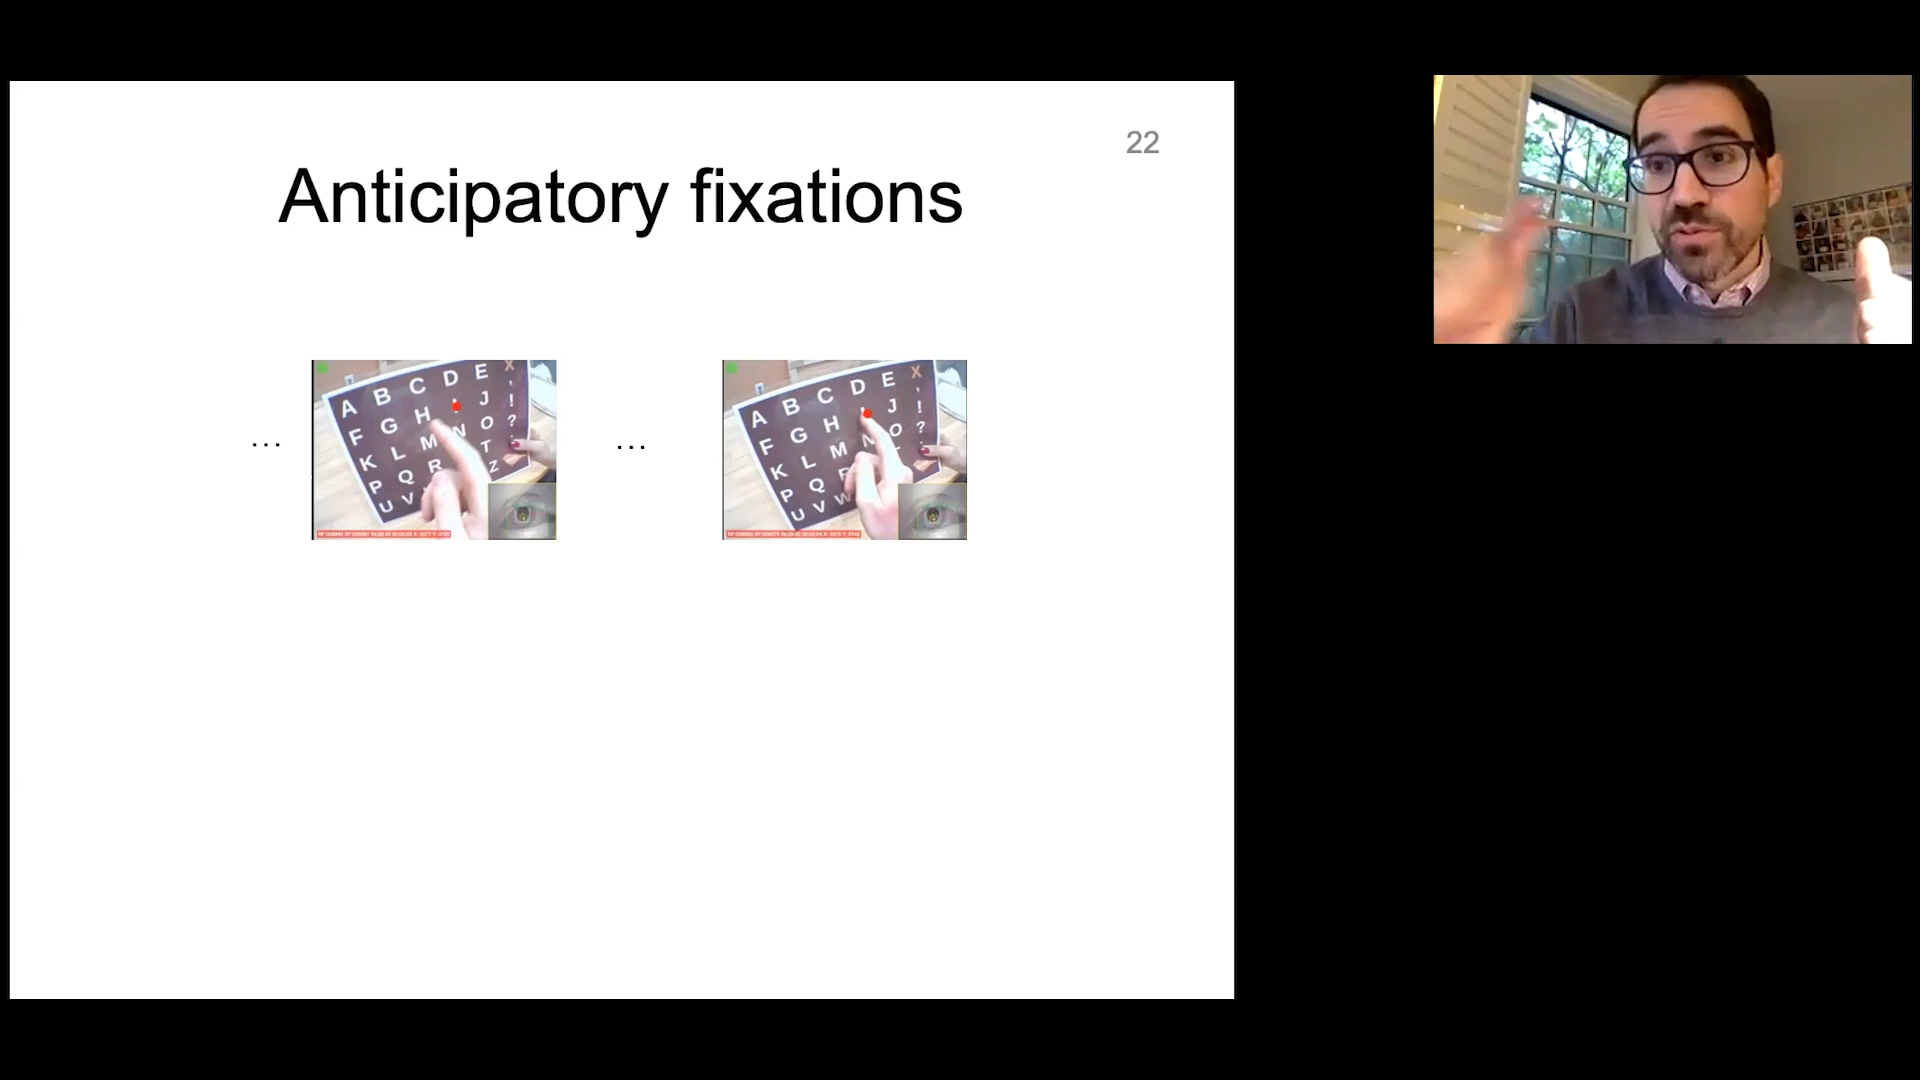 22
Anticipatory fixations
...
A B C D E X
F G H J !
K L M N O ?
P Q R T
U V Z
...
A B C D E X
F G H J !
K L M N O ?
P Q
U V W